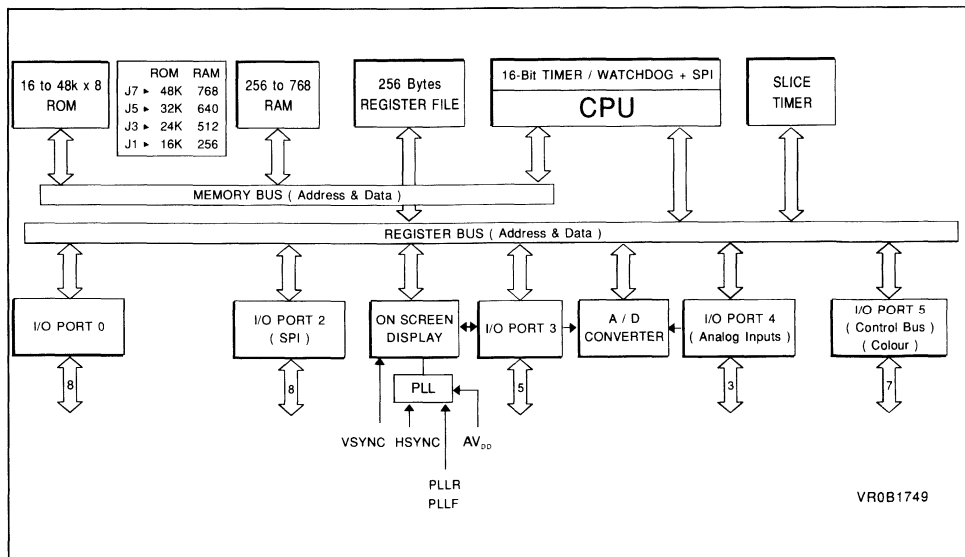 16 to 48k x 8
ROM
ROM RAM
J7 ► 48K 768
J5 ► 32K 640
J3 ► 24K 512
J1 ► 16K 256
256 to 768
RAM
256 Bytes
REGISTER FILE
16-Bit TIMER / WATCHDOG + SPI
CPU
SLICE
TIMER
MEMORY BUS ( Address & Data )
REGISTER BUS ( Address & Data )
I/O PORT 0
I/O PORT 2
( SPI )
ON SCREEN
DISPLAY
I/O PORT 3
A / D
CONVERTER
I/O PORT 4
( Analog Inputs )
I/O PORT 5
( Control Bus )
( Colour )
PLL
8
8
5
3
7
VSYNC HSYNC AV_DD
PLLR
PLLF
VR0B1749